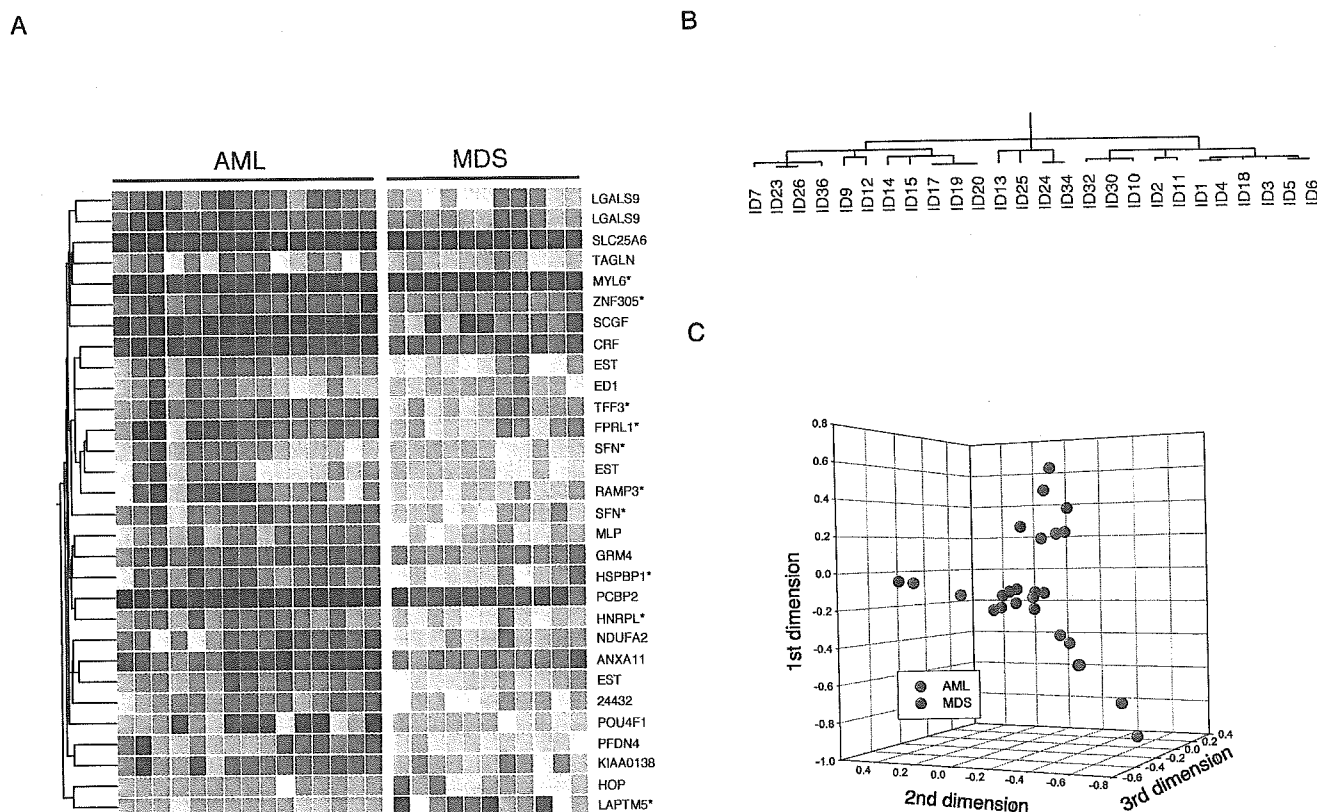 A
AML
MDS
LGALS9
LGALS9
SLC25A6
TAGLN
MYL6*
ZNF305*
SCGF
CRF
EST
ED1
TFF3*
FPRL1*
SFN*
EST
RAMP3*
SFN*
MLP
GRM4
HSPBP1*
PCBP2
HNRPL*
NDUFA2
ANXA11
EST
24432
POU4F1
PFDN4
KIAA0138
HOP
LAPTM5*
B
ID7
ID23
ID26
ID36
ID9
ID12
ID14
ID15
ID17
ID19
ID20
ID13
ID25
ID24
ID34
ID32
ID30
ID10
ID2
ID11
ID1
ID4
ID18
ID3
ID5
ID6
C
0.8
0.6
0.4
0.2
0.0
-0.2
-0.4
-0.6
-0.8
-1.0
1st dimension
AML
MDS
0.4 0.2 0.0 -0.2 -0.4 -0.6 -0.8
2nd dimension
-0.6 -0.4 -0.2 0.0 0.2 0.4
3rd dimension